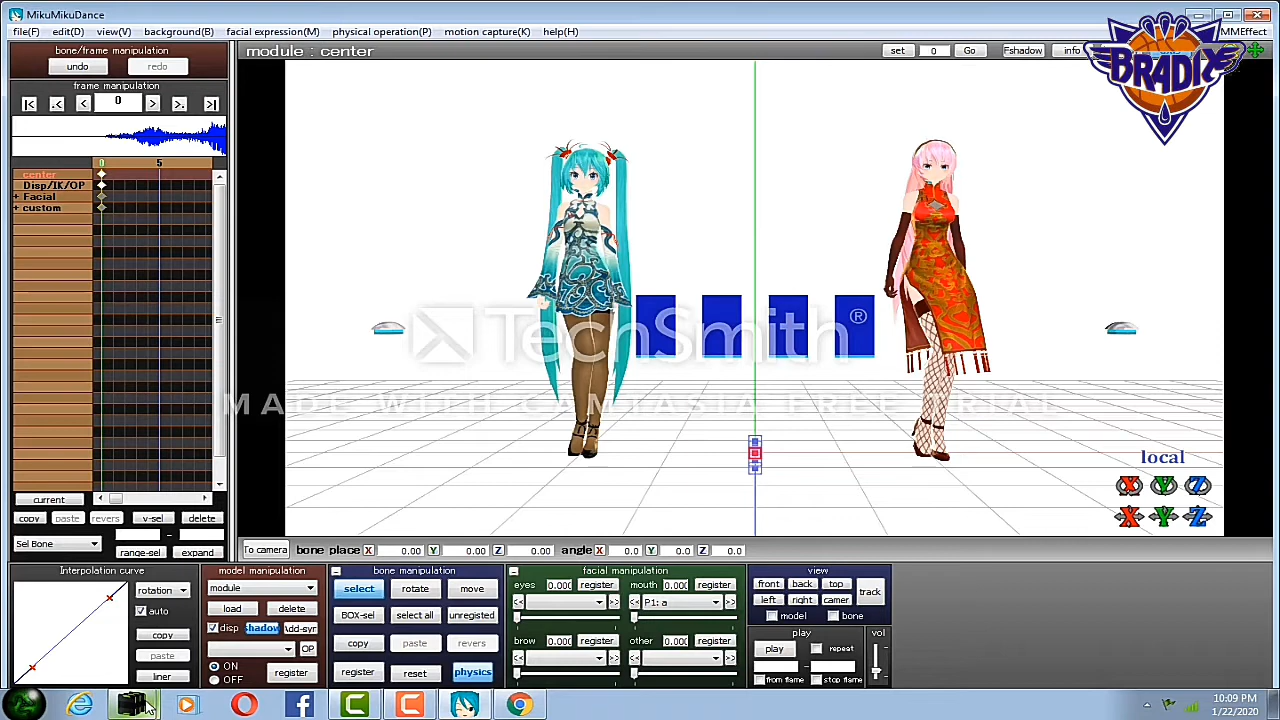 MikuMikuDance
file(F) edit(D) view(V) background(B) facial expression(M) physical operation(P) motion capture(K) help(H) MMEffect
bone/frame manipulation
undo redo
module : center
set 0 Go Fshadow info
BRADIX
frame manipulation
|< .< < 0 > >. >|
0 5
center
Disp/IK/OP
+ Facial
+ custom
TechSmith®
MADE WITH CAMTASIA FREE TRIAL
local
X Y Z
X Y Z
current
copy paste revers v-sel delete
Sel Bone - range-sel expand
To camera bone place X 0.00 Y 0.00 Z 0.00 angle X 0.0 Y 0.0 Z 0.0
Interpolation curve
rotation
auto
copy
paste
liner
model manipulation
module
load delete
disp shadow Add-syn
OP
ON
OFF
register
bone manipulation
select rotate move
BOX-sel select all unregisted
copy paste revers
register reset physics
facial manipulation
eyes 0.000 register mouth 0.000 register
<< >> << P1: a >>
brow 0.000 register other 0.000 register
<< >> << >>
view
front back top
left right camer
track
model bone
play
play repeat
-
from flame stop flame
vol
10:09 PM
1/22/2020